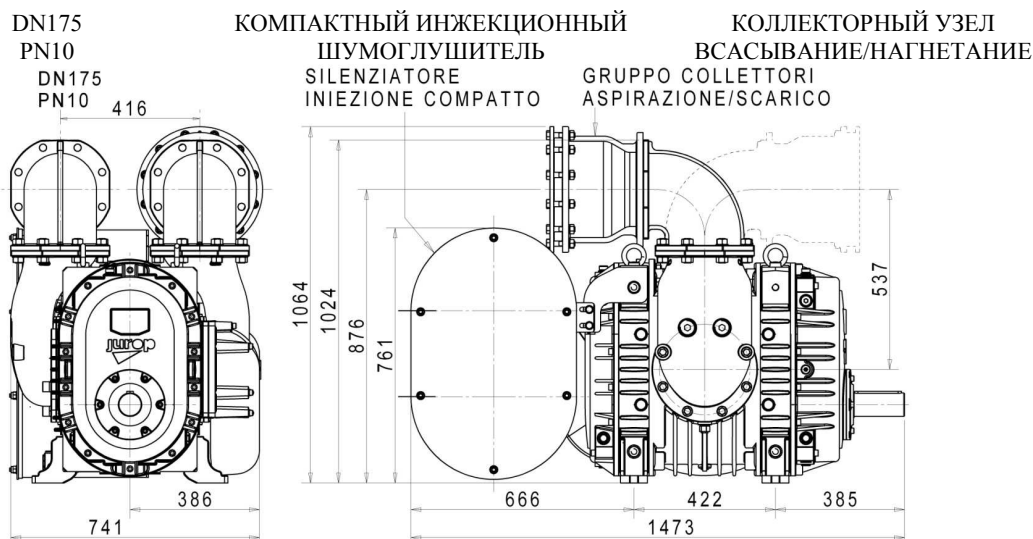 DN175
PN10
КОМПАКТНЫЙ ИНЖЕКЦИОННЫЙ
ШУМОГЛУШИТЕЛЬ
КОЛЛЕКТОРНЫЙ УЗЕЛ
ВСАСЫВАНИЕ/НАГНЕТАНИЕ
DN175
PN10
SILENZIATORE
INIEZIONE COMPATTO
GRUPPO COLLETTORI
ASPIRAZIONE/SCARICO
416
1064
1024
876
761
537
jurop
386
741
666
422
385
1473